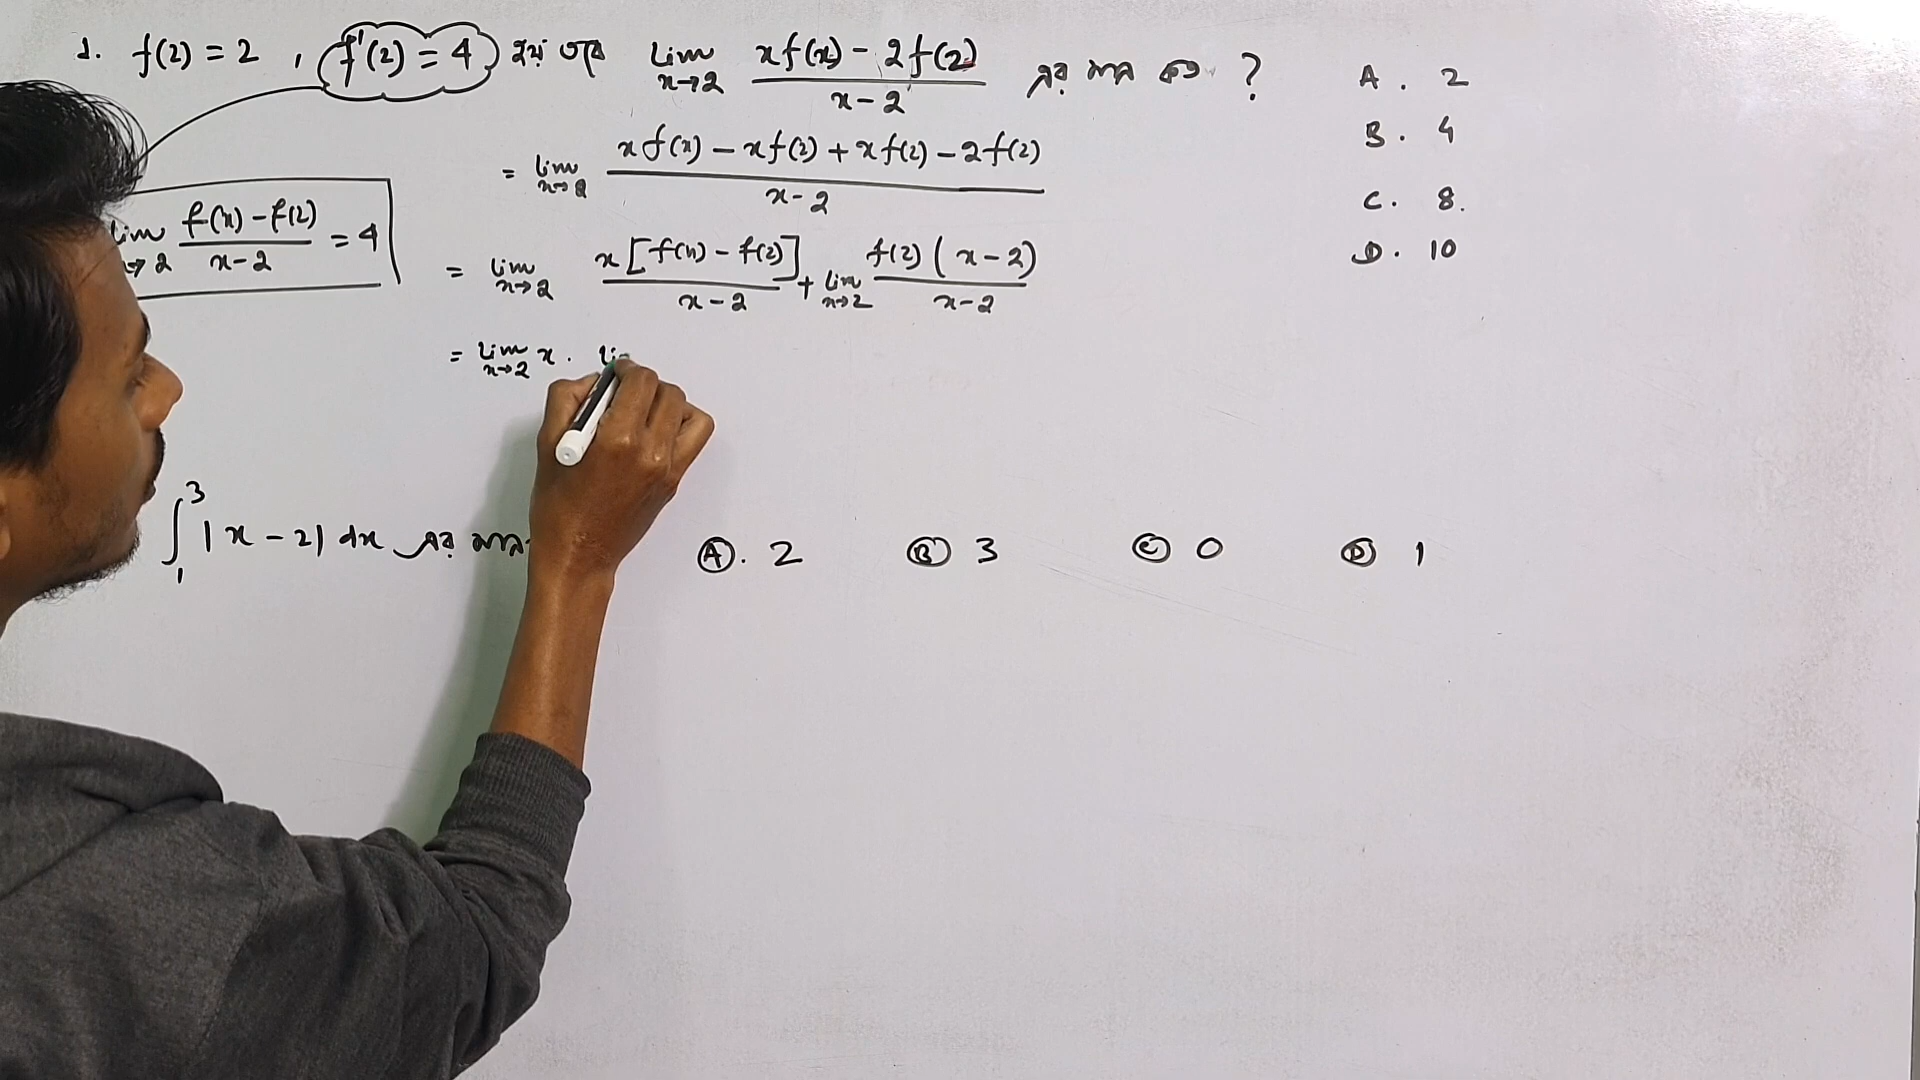 ১. f(2) = 2 , f'(2) = 4 হয় তবে lim x→2 xf(x) - 2f(2) / x-2 এর মান কত ?
A . 2
= lim x→2 xf(x) - xf(2) + xf(2) - 2f(2) / x-2
B . 4
lim →2 f(x) - f(2) / x-2 = 4
C . 8.
= lim x→2 x[f(x) - f(2)] / x-2 + lim x→2 f(2) (x-2) / x-2
D . 10
= lim x→2 x .
∫₁³ |x - 2| dx এর মান
A . 2
B 3
C 0
D 1